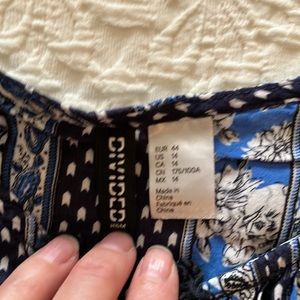 DIVIDED
H&M
EUR 44
US 14
CA 14
CN 175/100A
MX 14
Made in
China
Fabriqué en
Chine